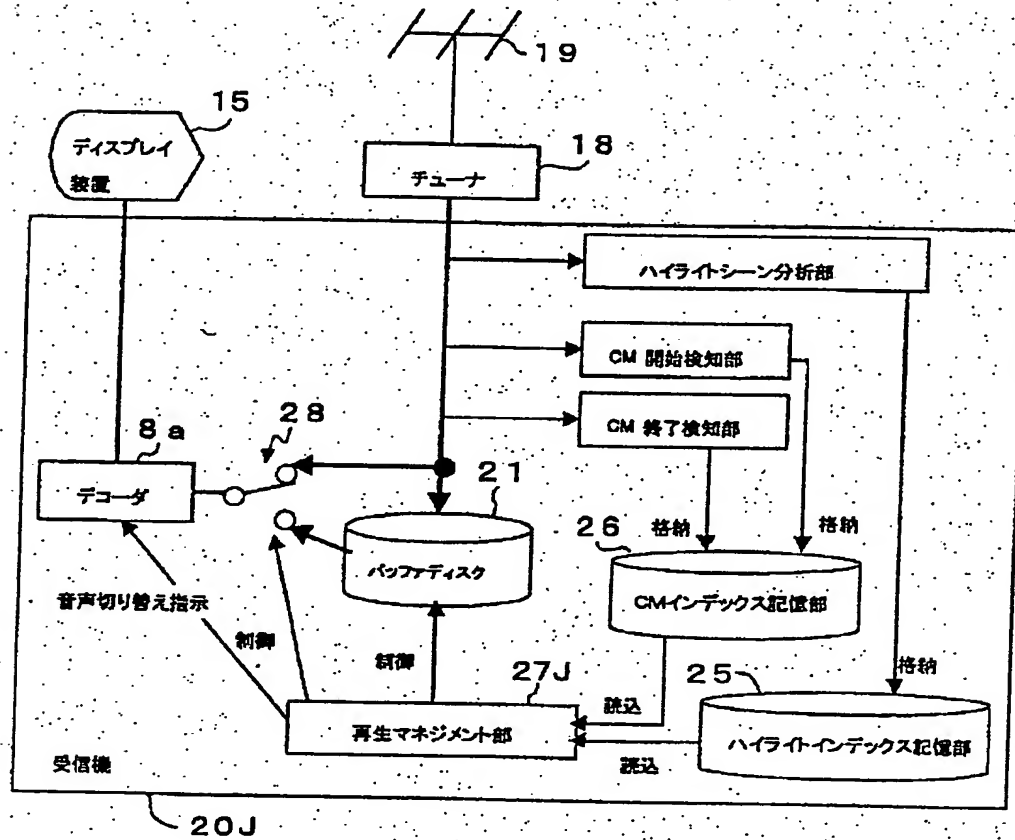 19
15
ディスプレイ
装置
18
チューナ
ハイライトシーン分析部
CM 開始検知部
CM 終了検知部
8a
28
デコーダ
21
バッファディスク
格納
格納
26
CMインデックス記憶部
音声切り替え指示
制御
制御
27J
格納
25
読込
再生マネジメント部
ハイライトインデックス記憶部
読込
受信機
20J